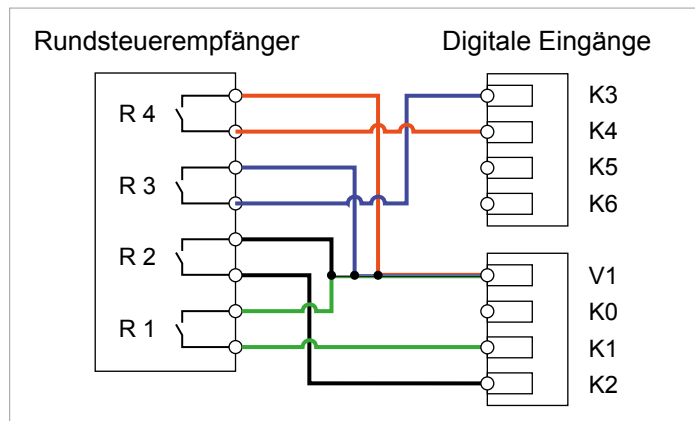 Rundsteuerempfänger
Digitale Eingänge
R 4
R 3
R 2
R 1
K3
K4
K5
K6
V1
K0
K1
K2